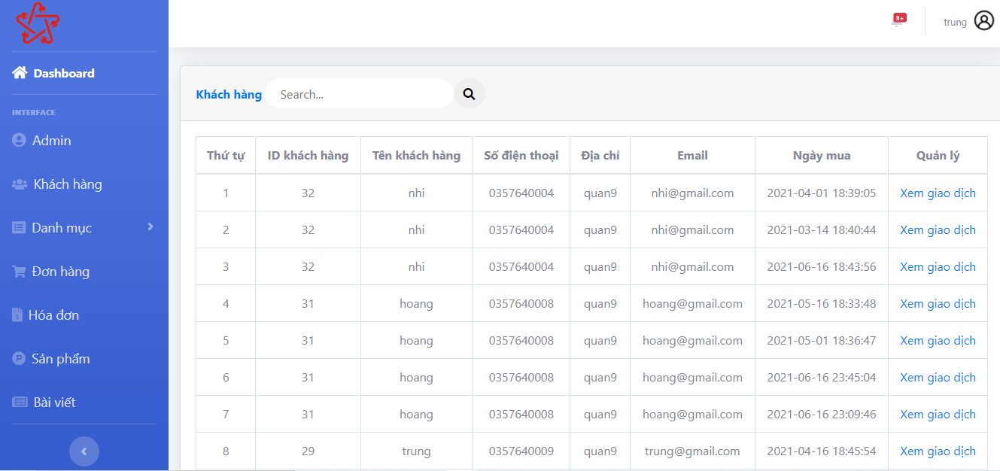 3+
trung
Dashboard
INTERFACE
Admin
Khách hàng
Danh mục
Đơn hàng
Hóa đơn
Sản phẩm
Bài viết
Khách hàng Search...
Thứ tự ID khách hàng Tên khách hàng Số điện thoại Địa chỉ Email Ngày mua Quản lý
1 32 nhi 0357640004 quan9 nhi@gmail.com 2021-04-01 18:39:05 Xem giao dịch
2 32 nhi 0357640004 quan9 nhi@gmail.com 2021-03-14 18:40:44 Xem giao dịch
3 32 nhi 0357640004 quan9 nhi@gmail.com 2021-06-16 18:43:56 Xem giao dịch
4 31 hoang 0357640008 quan9 hoang@gmail.com 2021-05-16 18:33:48 Xem giao dịch
5 31 hoang 0357640008 quan9 hoang@gmail.com 2021-05-01 18:36:47 Xem giao dịch
6 31 hoang 0357640008 quan9 hoang@gmail.com 2021-06-16 23:45:04 Xem giao dịch
7 31 hoang 0357640008 quan9 hoang@gmail.com 2021-06-16 23:09:46 Xem giao dịch
8 29 trung 0357640009 quan9 trung@gmail.com 2021-04-16 18:45:54 Xem giao dịch